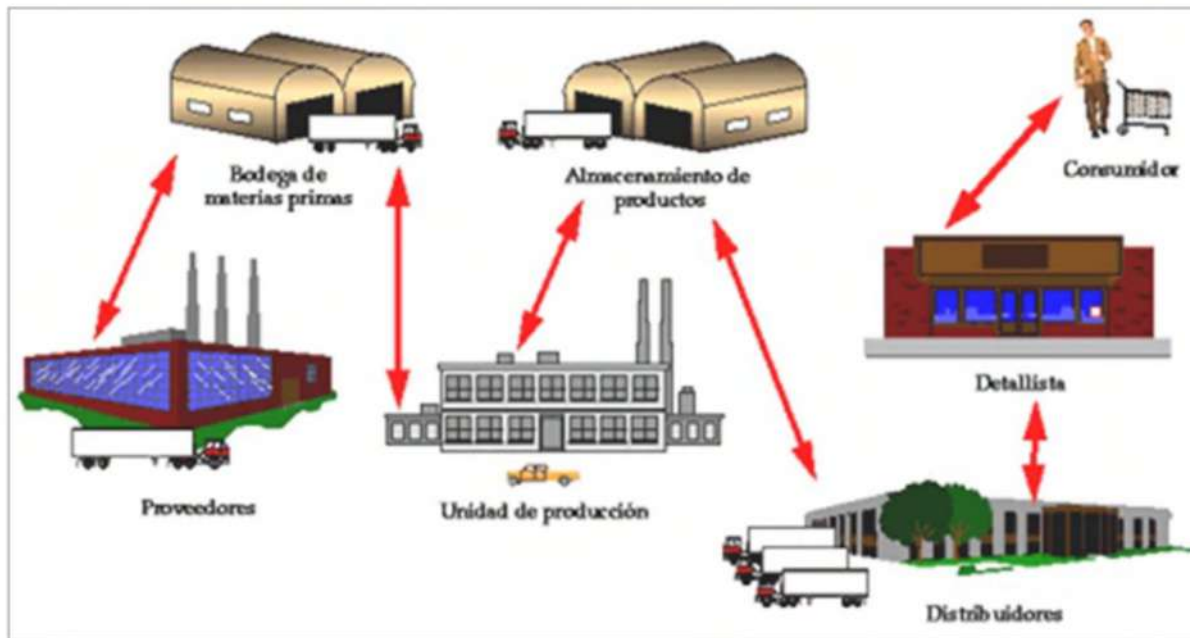 Bodega de
materias primas
Almacenamiento de
productos
Consumidor
Proveedores
Unidad de producción
Detallista
Distribuidores